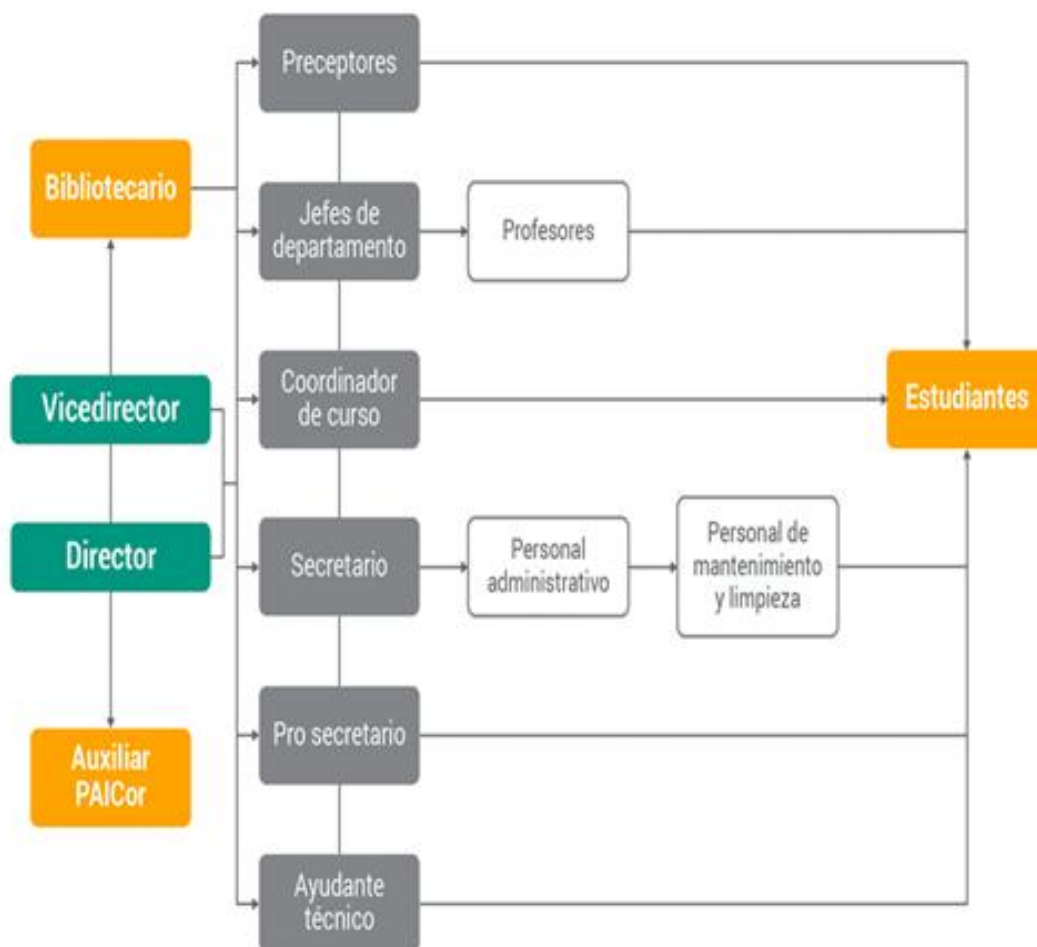 Preceptores
Bibliotecario
Jefes de
departamento
Profesores
Vicedirector
Coordinador
de curso
Estudiantes
Director
Secretario
Personal
administrativo
Personal de
mantenimiento
y limpieza
Auxiliar
PAICor
Pro secretario
Ayudante
técnico